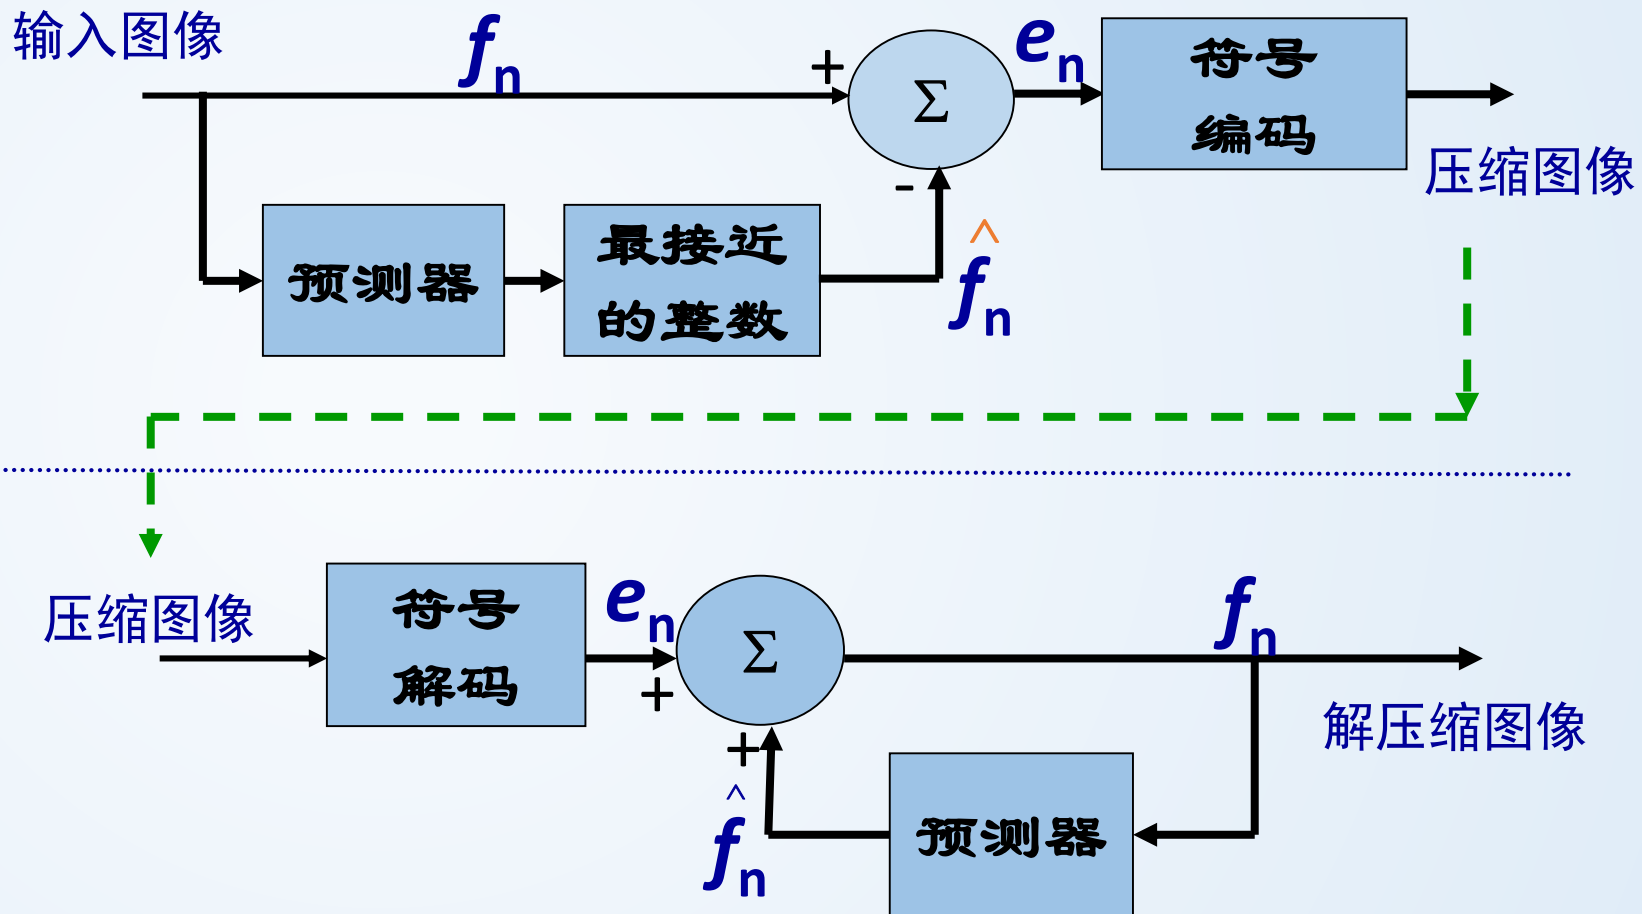 输入图像
fn
+
Σ
en
符号
编码
压缩图像
-
^
fn
预测器
最接近
的整数
压缩图像
符号
解码
en
+
Σ
fn
解压缩图像
+
^
fn
预测器